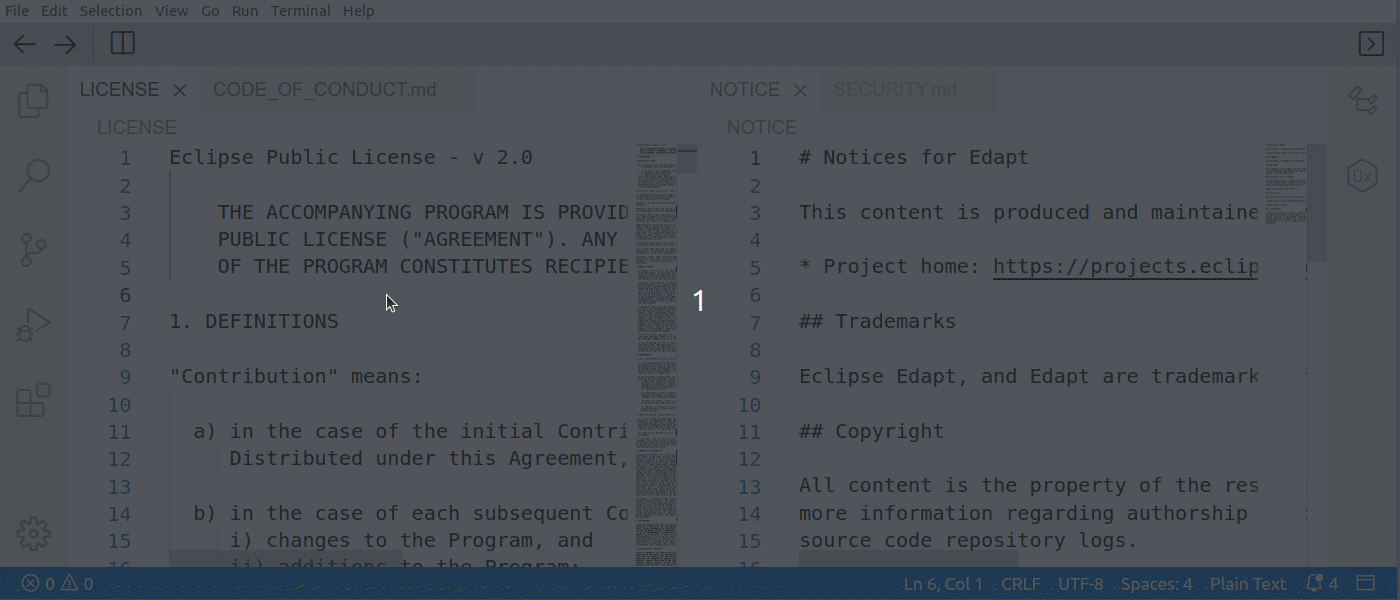 File Edit Selection View Go Run Terminal Help
LICENSE CODE_OF_CONDUCT.md
NOTICE SECURITY.md
LICENSE
1 Eclipse Public License - v 2.0
2
3 THE ACCOMPANYING PROGRAM IS PROVID
4 PUBLIC LICENSE ("AGREEMENT"). ANY
5 OF THE PROGRAM CONSTITUTES RECIPIE
6
7 1. DEFINITIONS
8
9 "Contribution" means:
10
11 a) in the case of the initial Contri
12 Distributed under this Agreement,
13
14 b) in the case of each subsequent Co
15 i) changes to the Program, and
16 ii) additions to the Program;
NOTICE
1 # Notices for Edapt
2
3 This content is produced and maintaine
4
5 * Project home: https://projects.eclip
6
7 ## Trademarks
8
9 Eclipse Edapt, and Edapt are trademark
10
11 ## Copyright
12
13 All content is the property of the res
14 more information regarding authorship
15 source code repository logs.
16
1
0x
0 0
Ln 6, Col 1 CRLF UTF-8 Spaces: 4 Plain Text 4